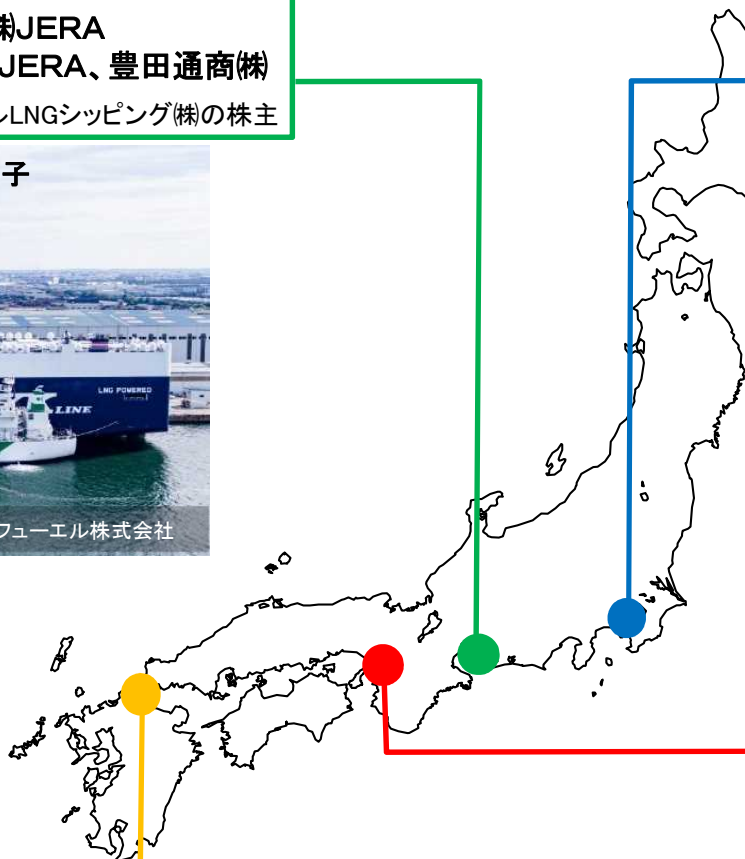 ㈱JERA
JERA、豊田通商㈱
ルLNGシッピング㈱の株主
子
LNG POWERED
LINE
フューエル株式会社